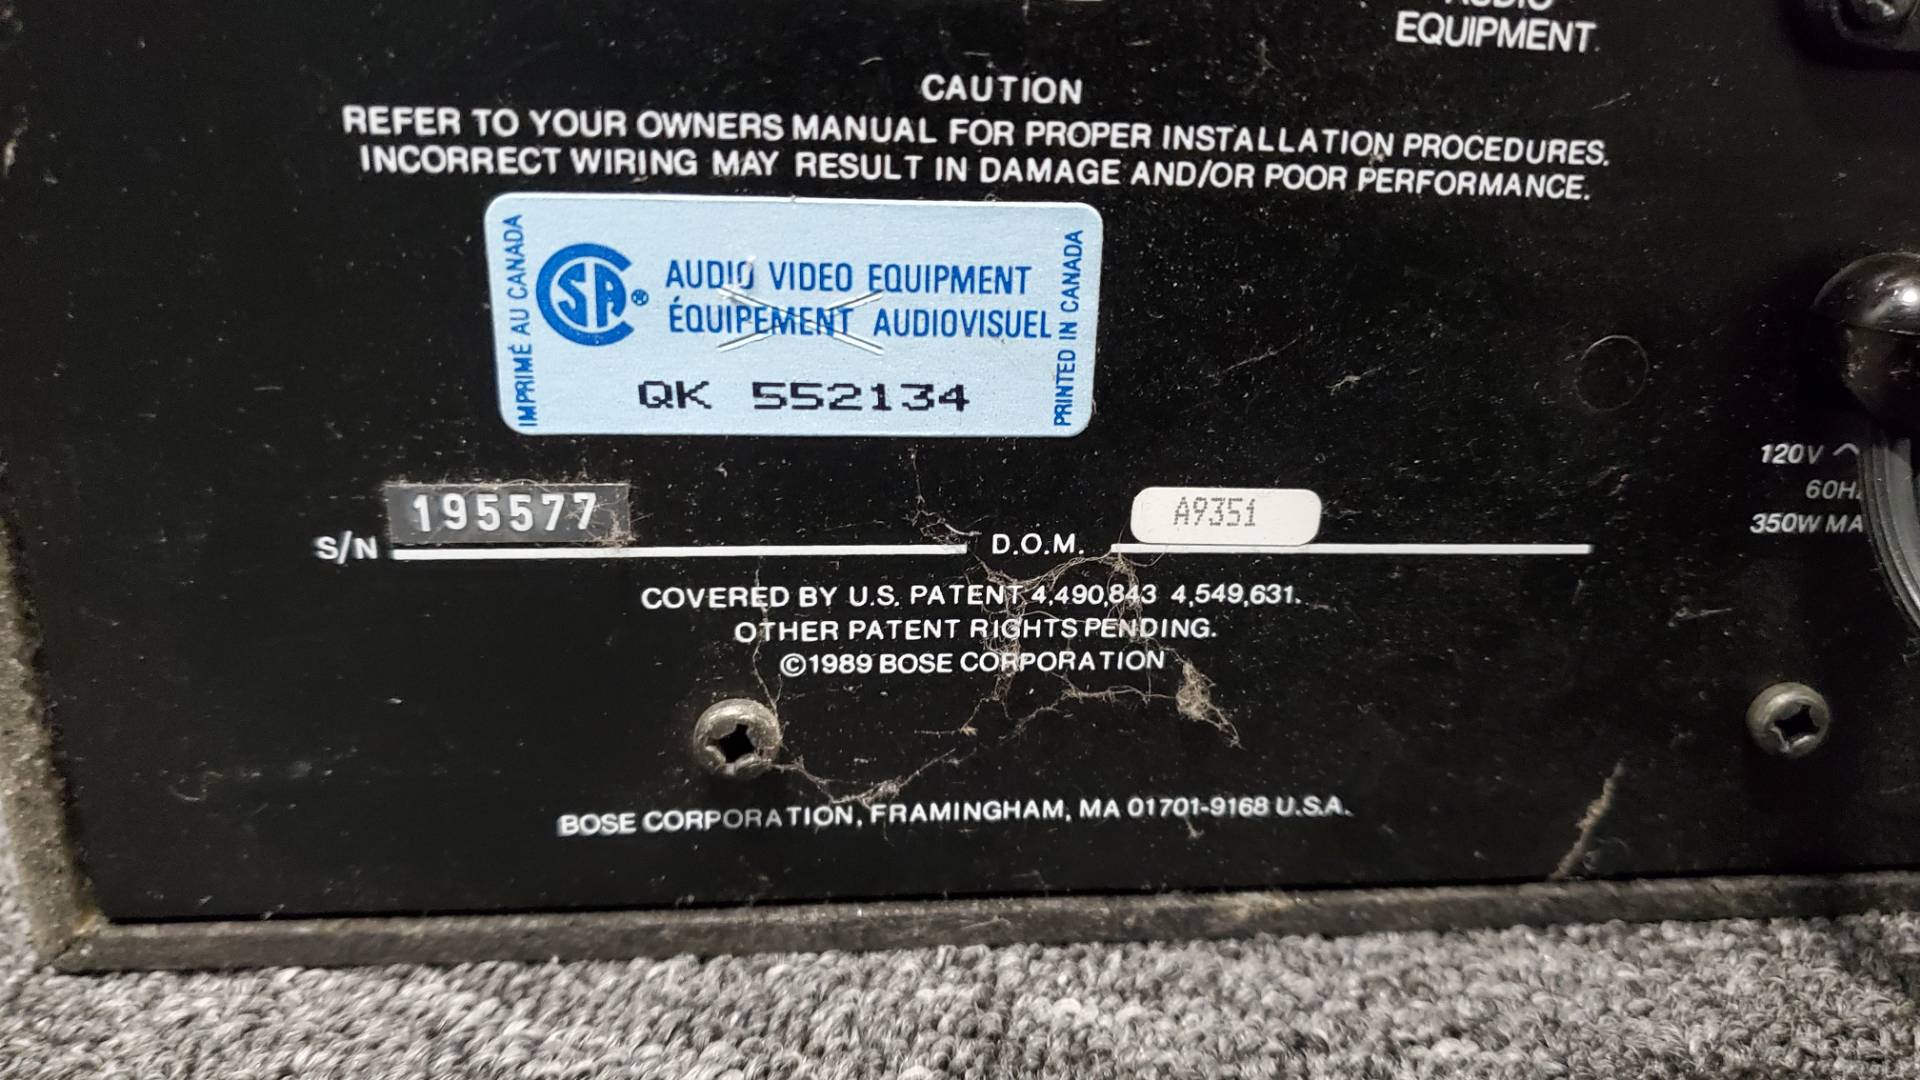 EQUIPMENT.
CAUTION
REFER TO YOUR OWNERS MANUAL FOR PROPER INSTALLATION PROCEDURES.
INCORRECT WIRING MAY RESULT IN DAMAGE AND/OR POOR PERFORMANCE.
IMPRIMÉ AU CANADA
CSA ®
AUDIO VIDEO EQUIPMENT
ÉQUIPEMENT AUDIOVISUEL
QK 552134
PRINTED IN CANADA
120V
60H
350W MA
S/N 195577
D.O.M. A9351
COVERED BY U.S. PATENT 4,490,843 4,549,631.
OTHER PATENT RIGHTS PENDING.
©1989 BOSE CORPORATION
BOSE CORPORATION, FRAMINGHAM, MA 01701-9168 U.S.A.